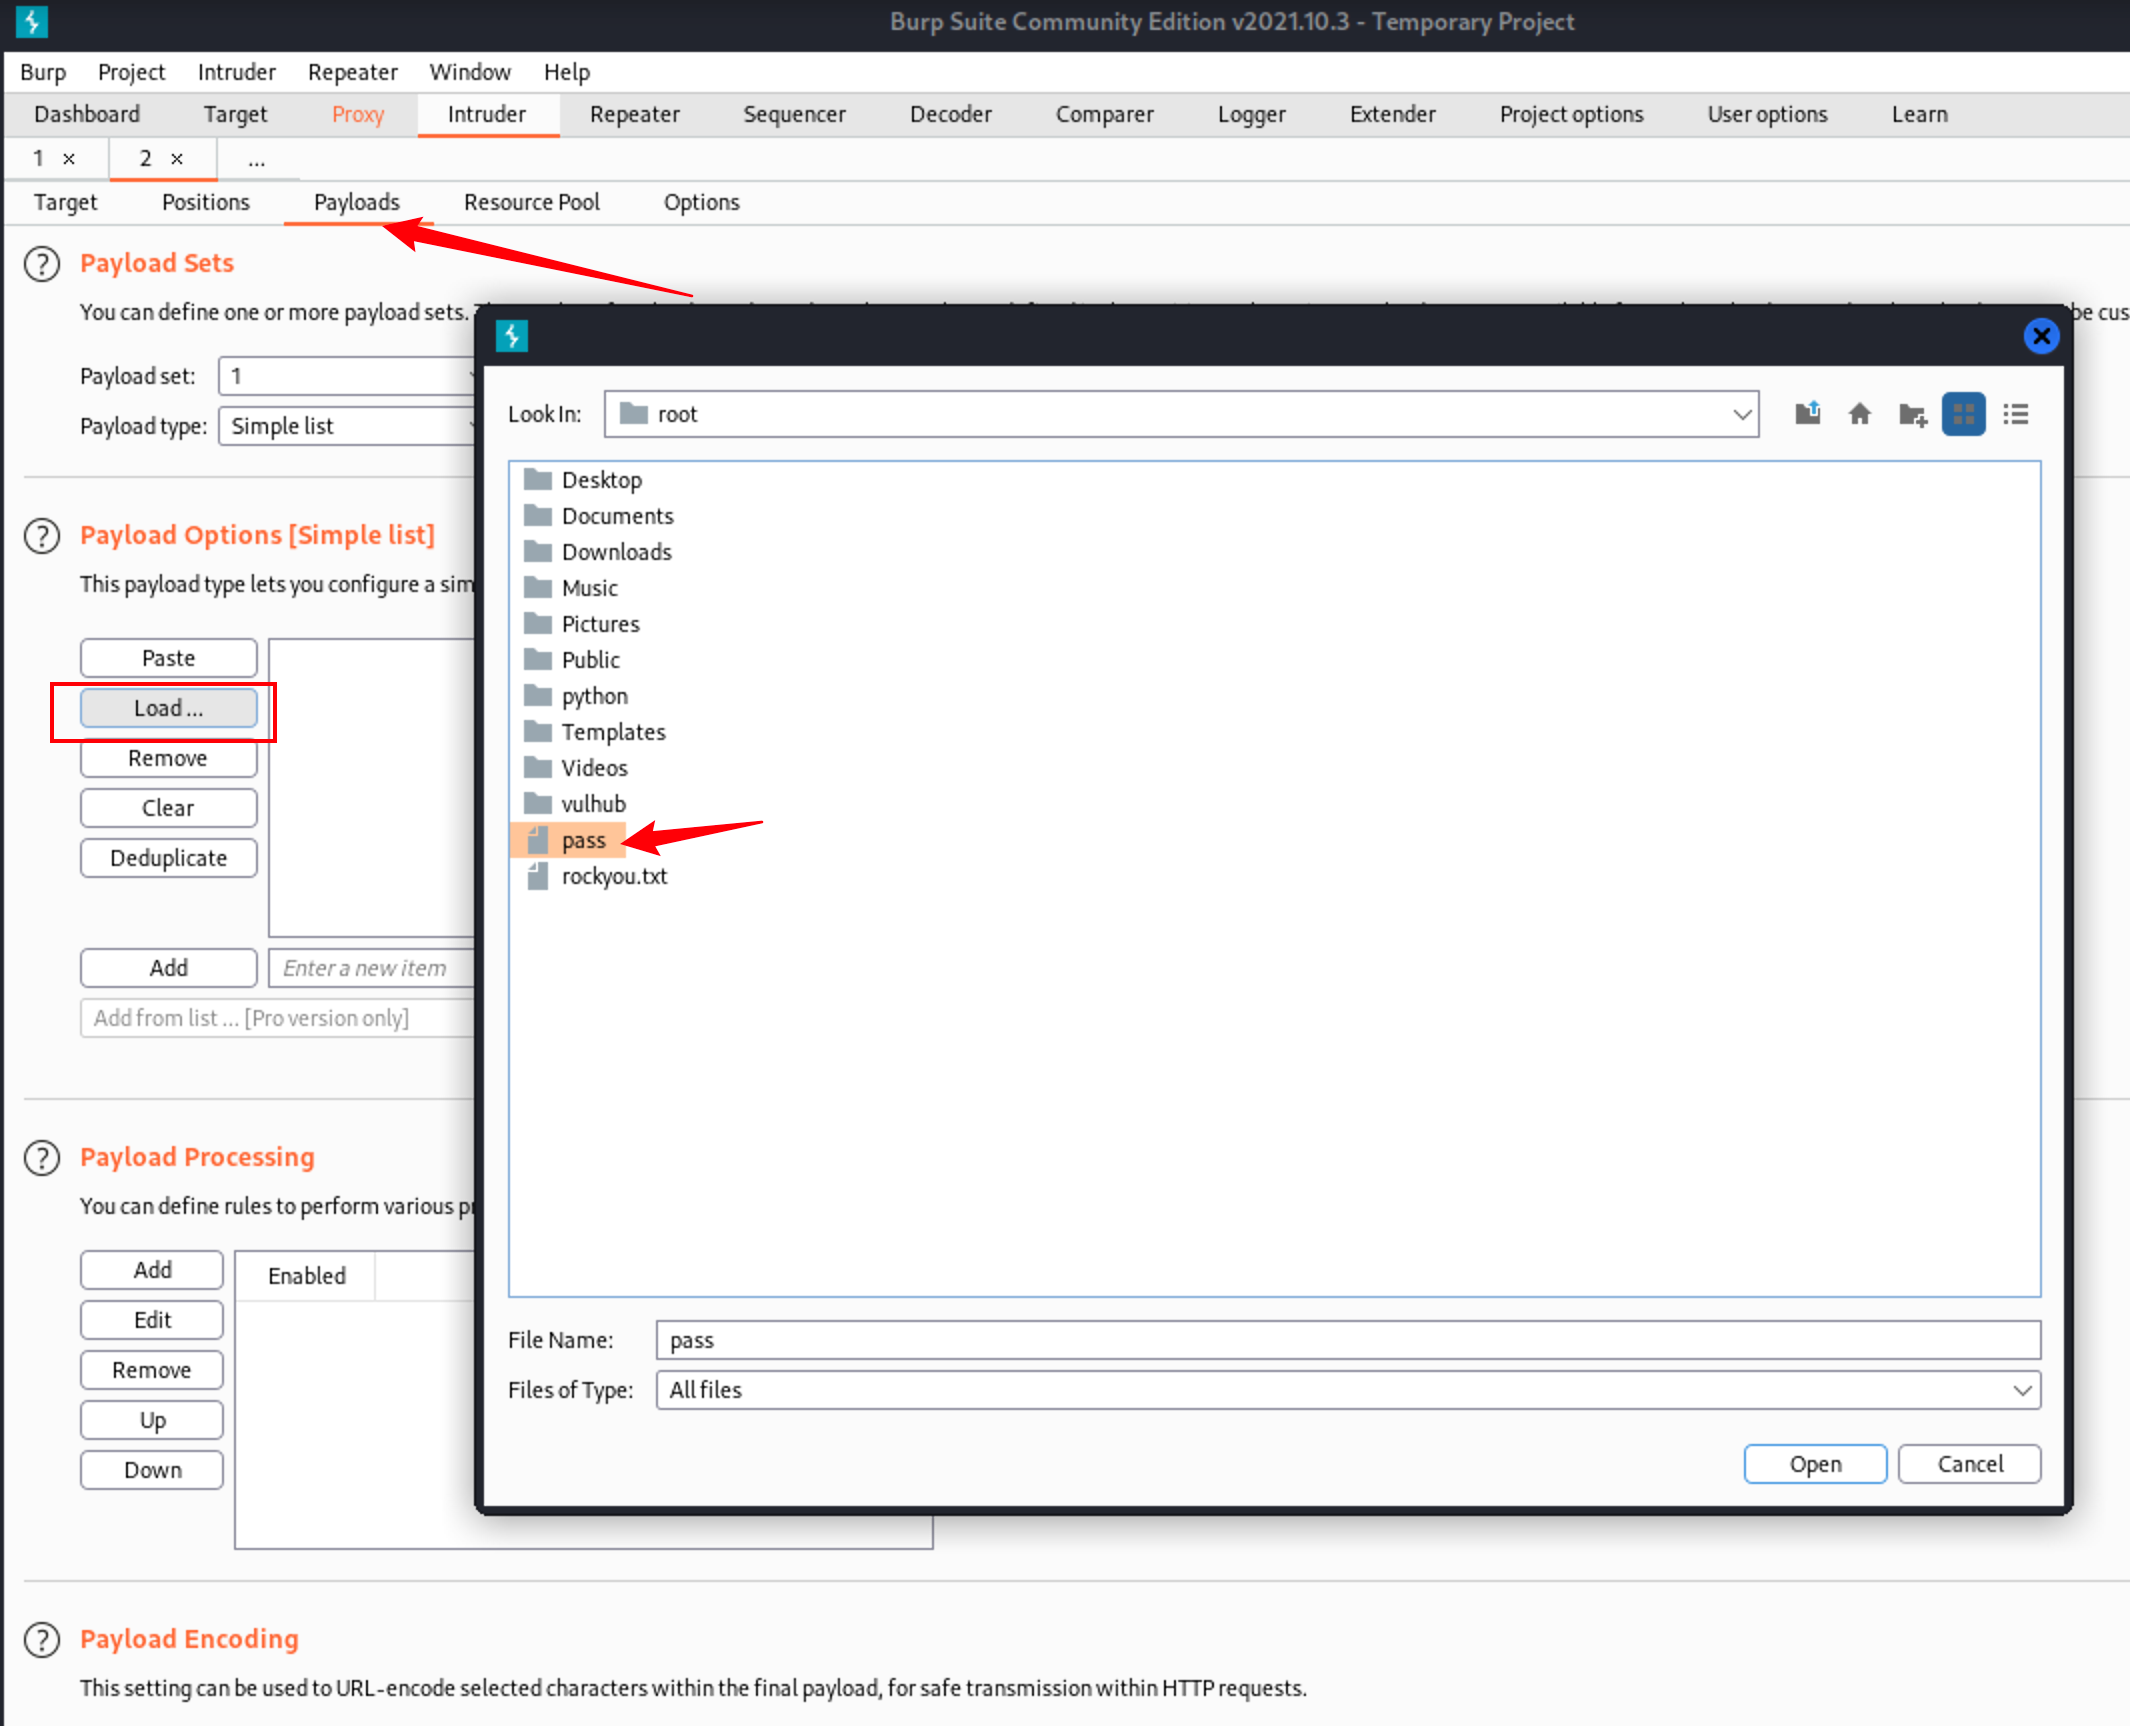 Burp Suite Community Edition v2021.10.3 - Temporary Project
Burp Project Intruder Repeater Window Help
Dashboard Target Proxy Intruder Repeater Sequencer Decoder Comparer Logger Extender Project options User options Learn
1 × 2 × ...
Target Positions Payloads Resource Pool Options
? Payload Sets
You can define one or more payload sets.
be cus
Payload set: 1
Payload type: Simple list
? Payload Options [Simple list]
This payload type lets you configure a sim
Paste
Load ...
Remove
Clear
Deduplicate
Add Enter a new item
Add from list ... [Pro version only]
? Payload Processing
You can define rules to perform various pr
Add Enabled
Edit
Remove
Up
Down
? Payload Encoding
This setting can be used to URL-encode selected characters within the final payload, for safe transmission within HTTP requests.
Look In: root
Desktop
Documents
Downloads
Music
Pictures
Public
python
Templates
Videos
vulhub
pass
rockyou.txt
File Name: pass
Files of Type: All files
Open Cancel